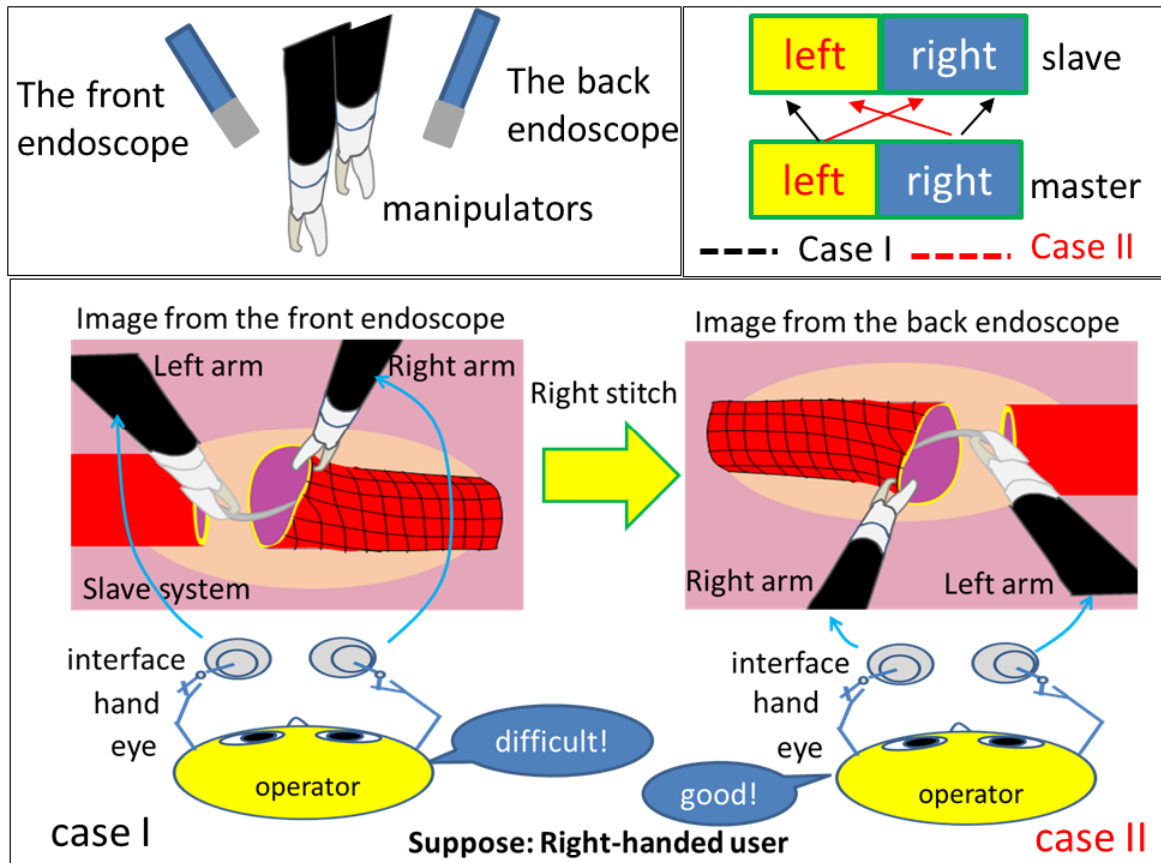 The front
endoscope
The back
endoscope
manipulators
left right slave
left right master
Case I Case II
Image from the front endoscope
Left arm
Right arm
Slave system
Right stitch
Image from the back endoscope
Right arm
Left arm
interface
hand
eye
operator
difficult!
case I
Suppose: Right-handed user
interface
hand
eye
operator
good!
case II